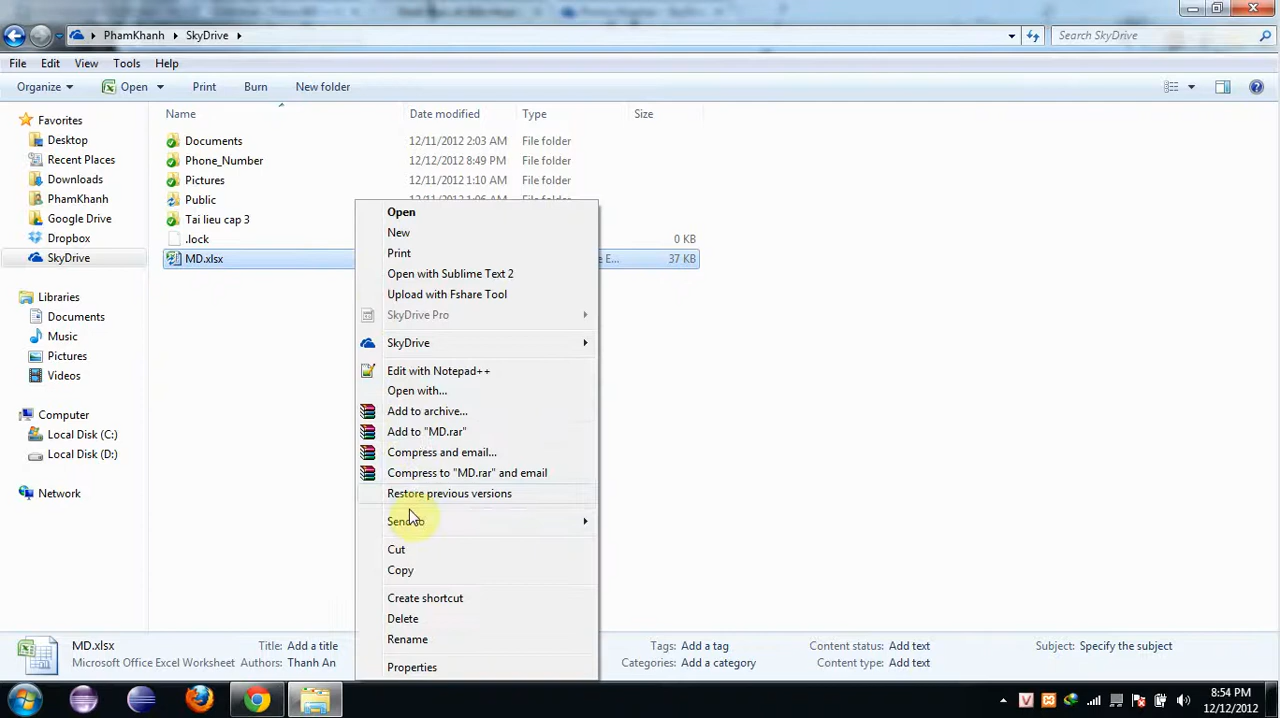 PhamKhanh
SkyDrive
Search SkyDrive
File Edit View Tools Help
Organize Open Print Burn New folder
Favorites
Desktop
Recent Places
Downloads
PhamKhanh
Google Drive
Dropbox
SkyDrive
Libraries
Documents
Music
Pictures
Videos
Computer
Local Disk (C:)
Local Disk (D:)
Network
Name Date modified Type Size
Documents 12/11/2012 2:03 AM File folder
Phone_Number 12/12/2012 8:49 PM File folder
Pictures 12/11/2012 1:10 AM File folder
Public
Tai lieu cap 3
.lock 0 KB
MD.xlsx e E... 37 KB
Open
New
Print
Open with Sublime Text 2
Upload with Fshare Tool
SkyDrive Pro
SkyDrive
Edit with Notepad++
Open with...
Add to archive...
Add to "MD.rar"
Compress and email...
Compress to "MD.rar" and email
Restore previous versions
Send to
Cut
Copy
Create shortcut
Delete
Rename
Properties
MD.xlsx Title: Add a title Tags: Add a tag Content status: Add text Subject: Specify the subject
Microsoft Office Excel Worksheet Authors: Thanh An Categories: Add a category Content type: Add text
8:54 PM
12/12/2012